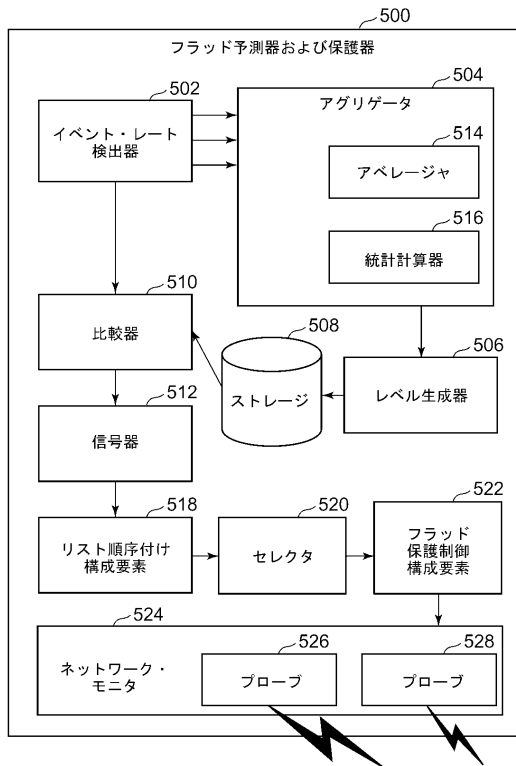 500
フラッド予測器および保護器
502
イベント・レート
検出器
504
アグリゲータ
514
アベレージャ
516
統計計算器
510
比較器
508
ストレージ
506
レベル生成器
512
信号器
518
リスト順序付け
構成要素
520
セレクタ
522
フラッド
保護制御
構成要素
524
ネットワーク・
モニタ
526
プローブ
528
プローブ